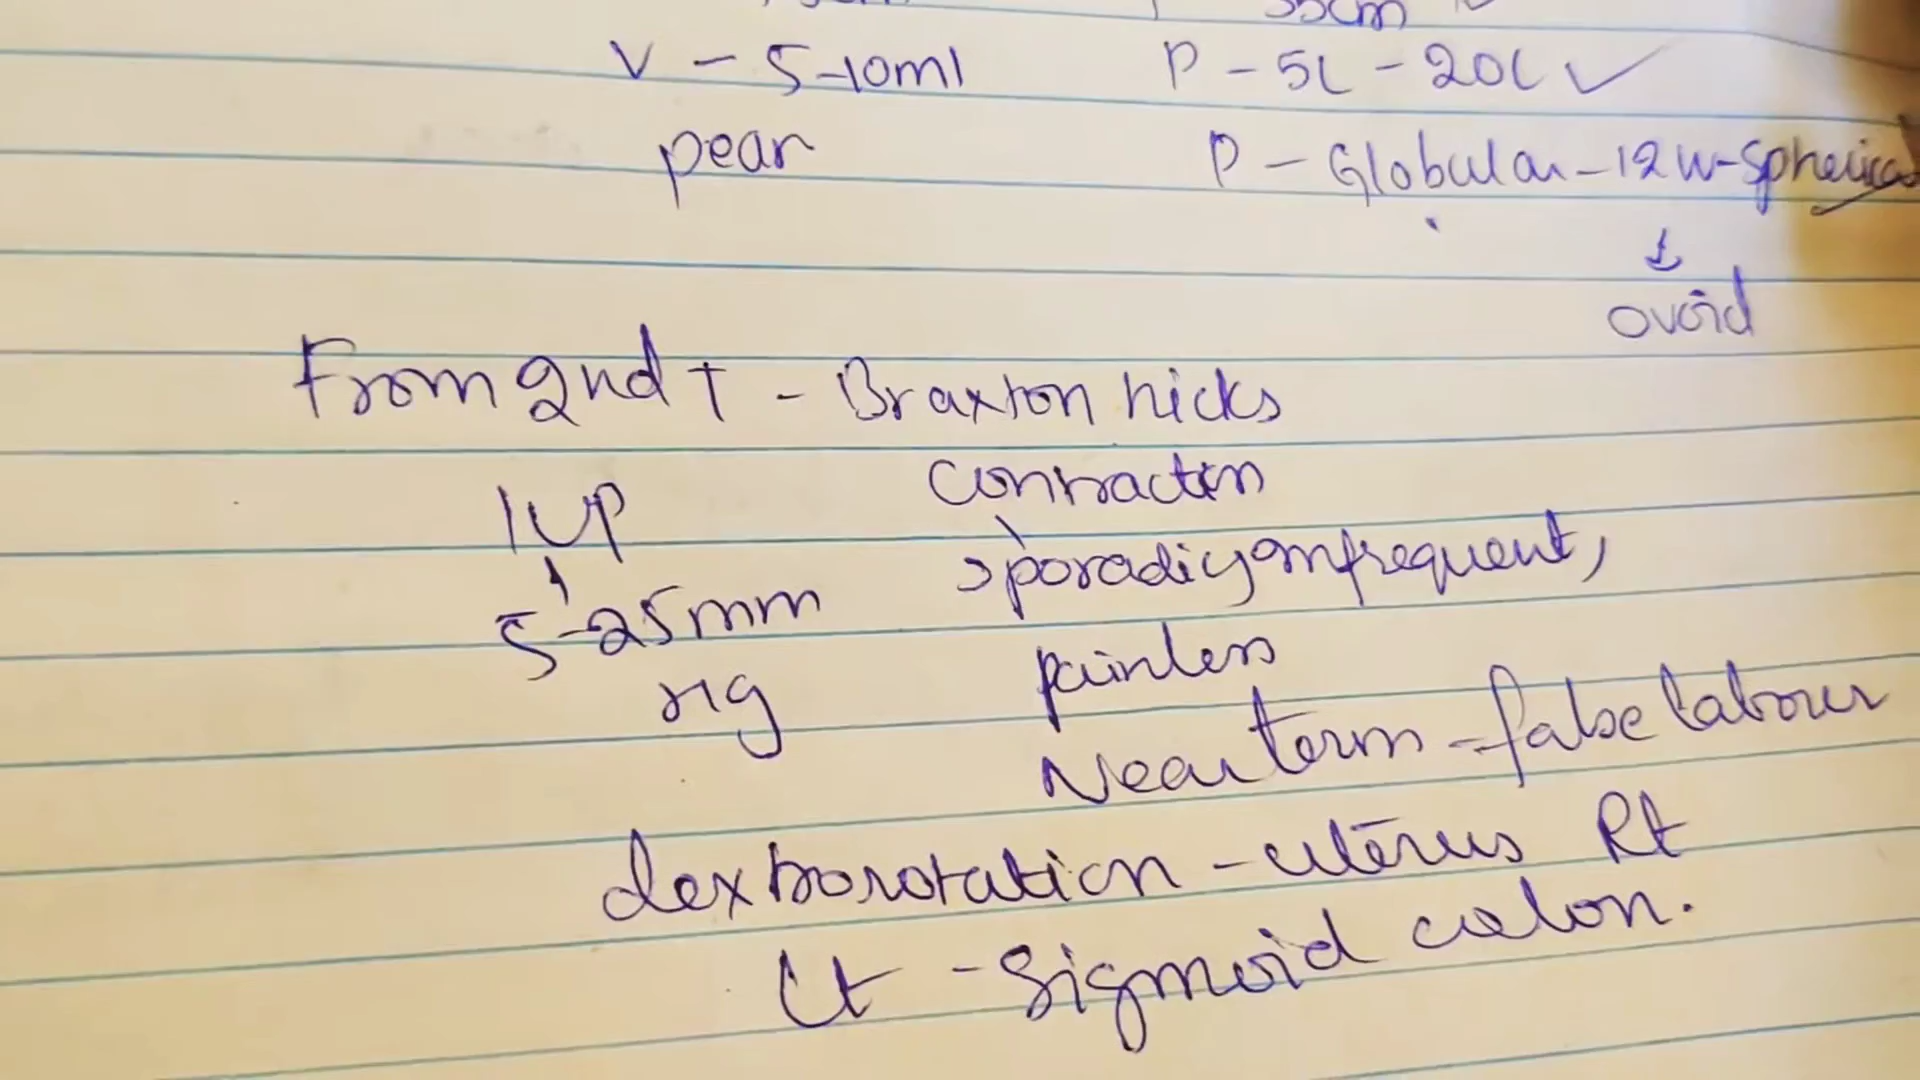 35cm
V - 5-10ml P - 5L - 20L ✓
pear P - Globular - 12w - Spherical
↓
ovoid
From 2nd T - Braxton hicks
IUP contraction
5-25mm sporadic, infrequent,
Hg painless
Near term - false labour
dextrorotation - uterus Rt
Lt - Sigmoid colon.